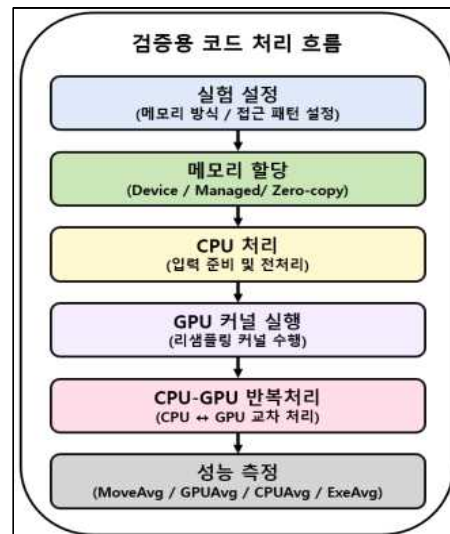 검증용 코드 처리 흐름
실험 설정
(메모리 방식 / 접근 패턴 설정)
메모리 할당
(Device / Managed/ Zero-copy)
CPU 처리
(입력 준비 및 전처리)
GPU 커널 실행
(리샘플링 커널 수행)
CPU-GPU 반복처리
(CPU ↔ GPU 교차 처리)
성능 측정
(MoveAvg / GPUAvg / CPUAvg / ExeAvg)